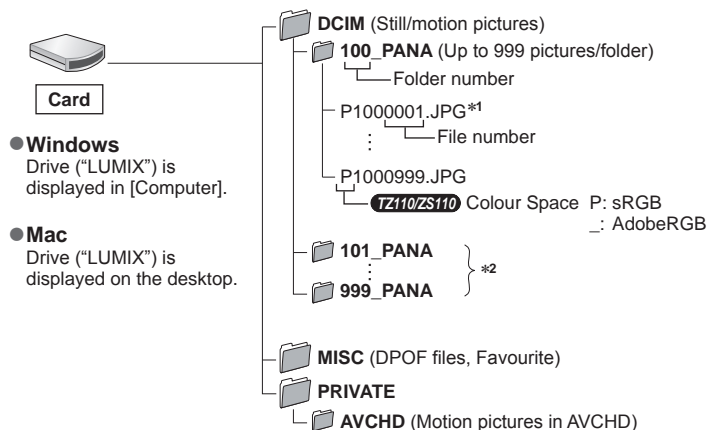 DCIM (Still/motion pictures)
100_PANA (Up to 999 pictures/folder)
Folder number
Card
P1000001.JPG*1
File number
●Windows
Drive (“LUMIX”) is
displayed in [Computer].
P1000999.JPG
TZ110/ZS110 Colour Space P: sRGB
_: AdobeRGB
●Mac
Drive (“LUMIX”) is
displayed on the desktop.
101_PANA
*2
999_PANA
MISC (DPOF files, Favourite)
PRIVATE
AVCHD (Motion pictures in AVCHD)